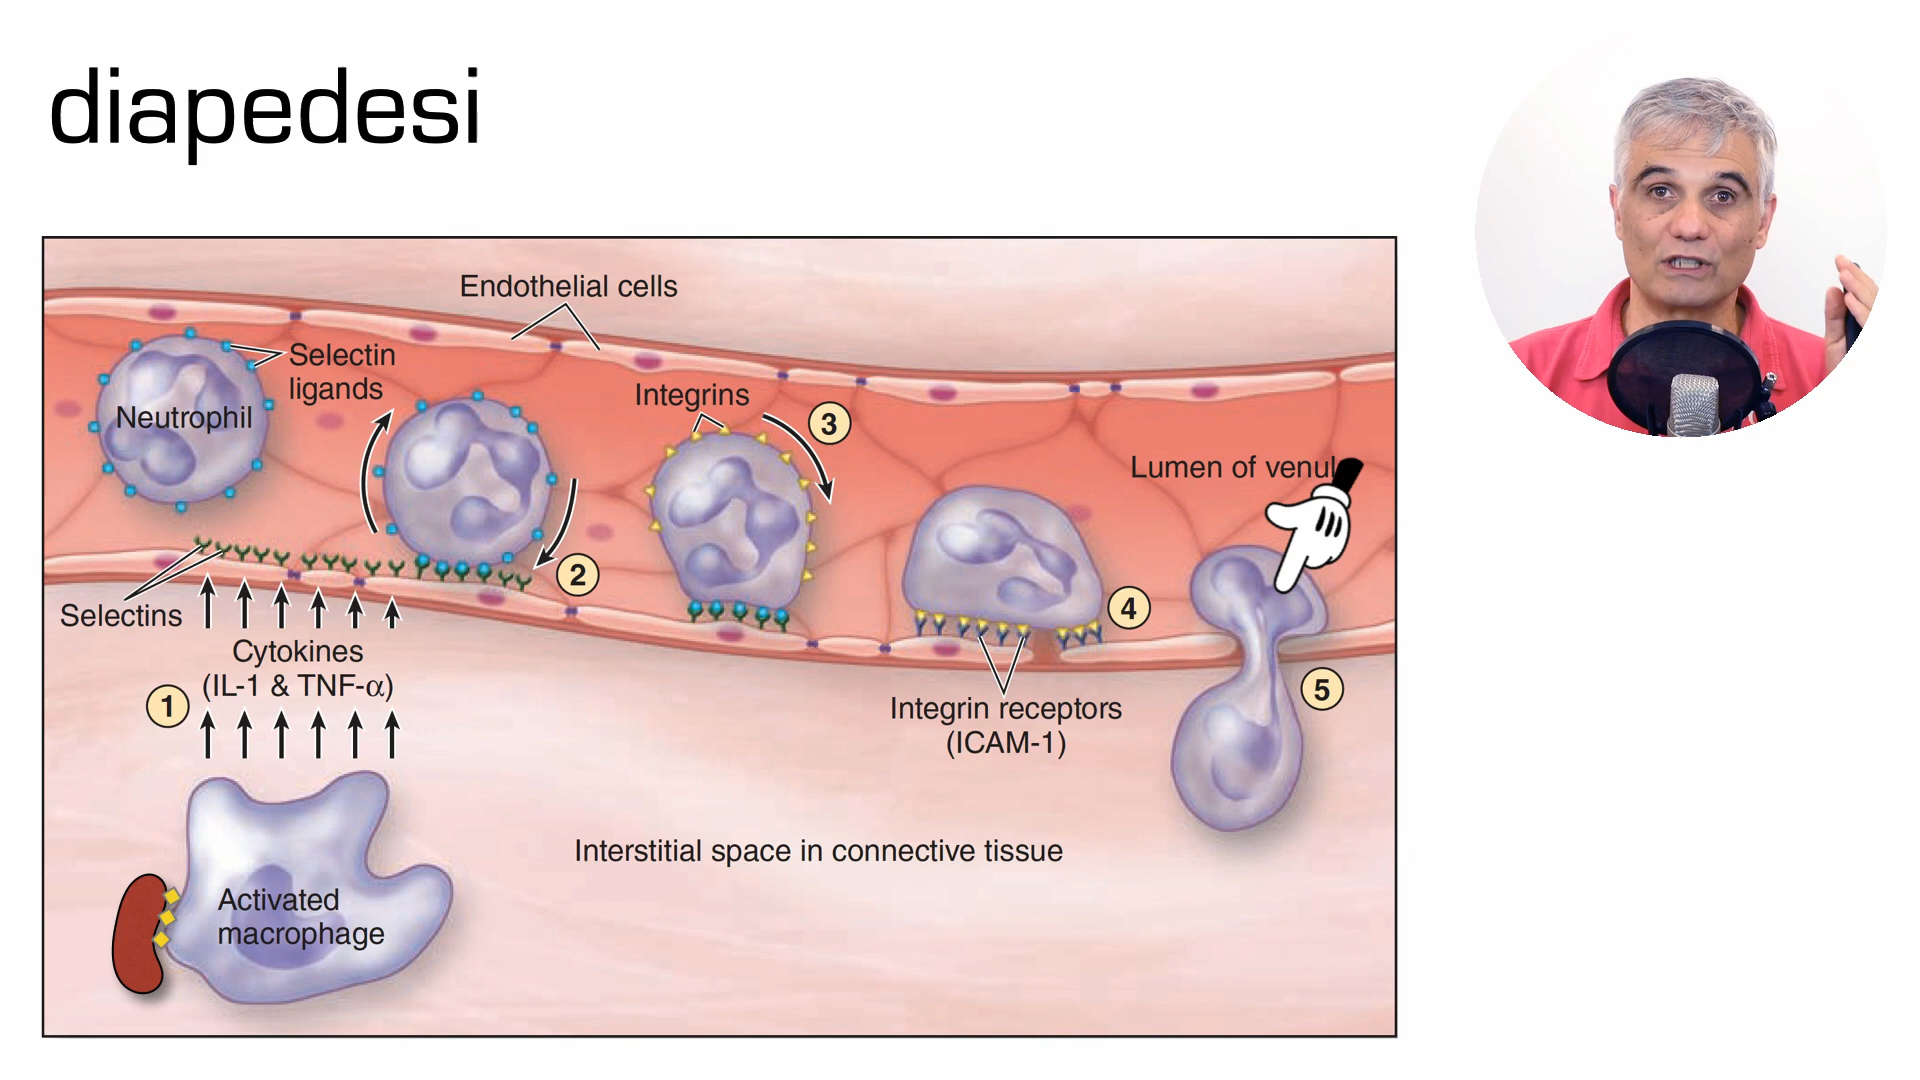 diapedesi
Endothelial cells
Selectin
ligands
Neutrophil
Integrins
3
Lumen of venul
2
4
Selectins
Cytokines
(IL-1 & TNF-α)
1
5
Integrin receptors
(ICAM-1)
Interstitial space in connective tissue
Activated
macrophage